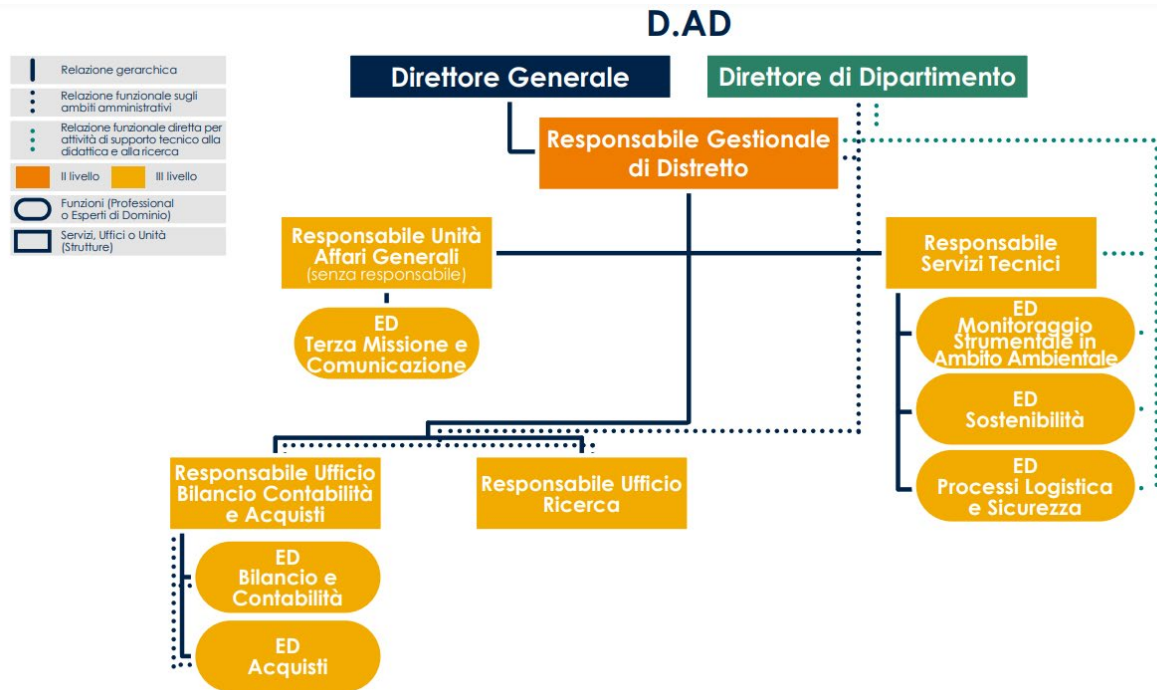 D.AD
Relazione gerarchica
Relazione funzionale sugli
ambiti amministrativi
Relazione funzionale diretta per
attività di supporto tecnico alla
didattica e alla ricerca
II livello
III livello
Funzioni (Professional
o Esperti di Dominio)
Servizi, Uffici o Unità
(Strutture)
Direttore Generale
Direttore di Dipartimento
Responsabile Gestionale
di Distretto
Responsabile Unità
Affari Generali
(senza responsabile)
ED
Terza Missione e
Comunicazione
Responsabile
Servizi Tecnici
ED
Monitoraggio
Strumentale in
Ambito Ambientale
ED
Sostenibilità
ED
Processi Logistica
e Sicurezza
Responsabile Ufficio
Bilancio Contabilità
e Acquisti
Responsabile Ufficio
Ricerca
ED
Bilancio e
Contabilità
ED
Acquisti